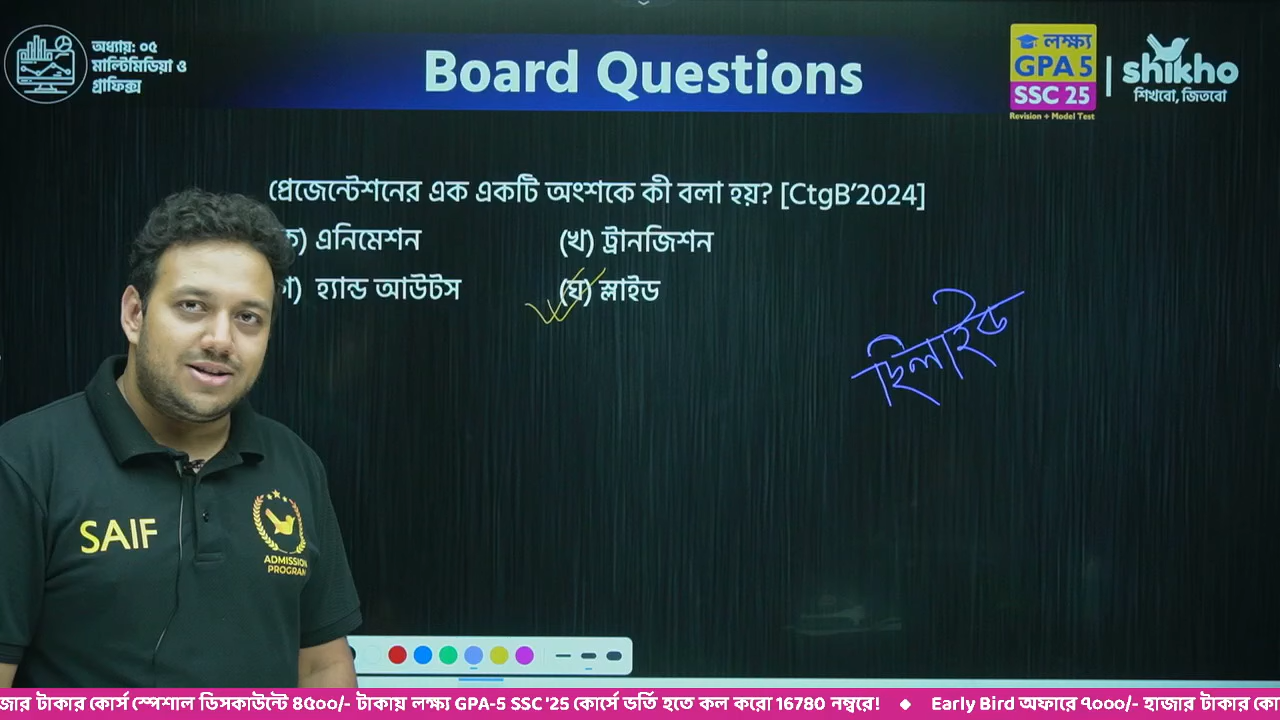 অধ্যায়: ০৫
মাল্টিমিডিয়া ও
গ্রাফিক্স
Board Questions
লক্ষ্য
GPA 5
SSC 25
Revision + Model Test
shikho
শিখবো, জিতবো
প্রেজেন্টেশনের এক একটি অংশকে কী বলা হয়? [CtgB'2024]
ক) এনিমেশন
(খ) ট্রানজিশন
গ) হ্যান্ড আউটস
(ঘ) স্লাইড
ছিলাইড
SAIF
ADMISSION
PROGRAM
জার টাকার কোর্স স্পেশাল ডিসকাউন্টে ৪৫০০/- টাকায় লক্ষ্য GPA-5 SSC '25 কোর্সে ভর্তি হতে কল করো 16780 নম্বরে! ◆ Early Bird অফারে ৭০০০/- হাজার টাকার কো